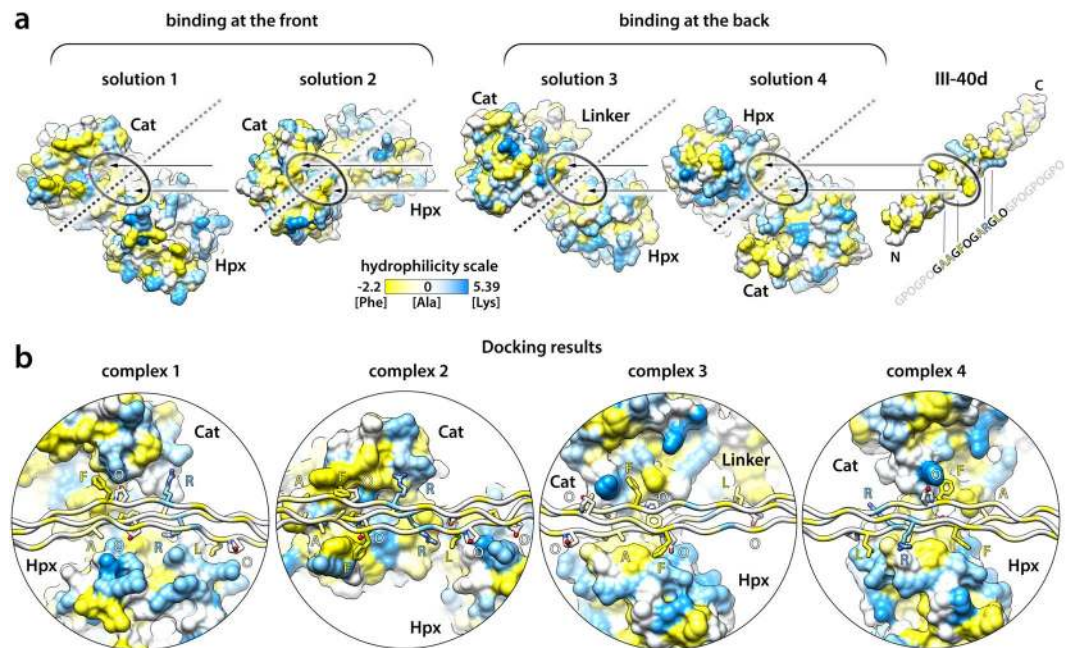 a
binding at the front
binding at the back
solution 1
solution 2
solution 3
solution 4
III-40d
Cat
Cat
Cat
Linker
Hpx
C
Hpx
Hpx
Hpx
Cat
N
GPOGPOGAAGFOGARGLOGPOGPOGPO
hydrophilicity scale
-2.2 0 5.39
[Phe] [Ala] [Lys]
b
Docking results
complex 1
complex 2
complex 3
complex 4
Cat
F O R
A O R L O
Hpx
Cat
A F O R
A F R L O
Hpx
Cat
Linker
O F L
O O A F O
Hpx
Cat
R O F A
L R F
Hpx